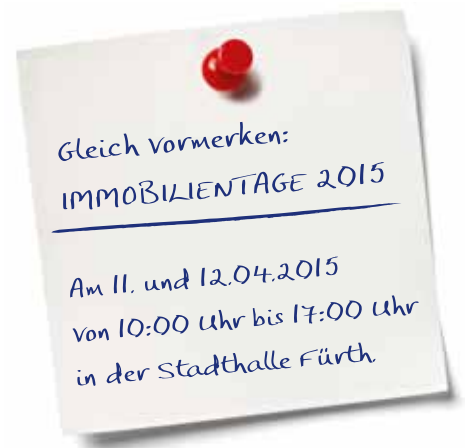 Gleich Vormerken:
IMMOBILIENTAGE 2015
Am 11. und 12.04.2015
von 10:00 Uhr bis 17:00 Uhr
in der Stadthalle Fürth.